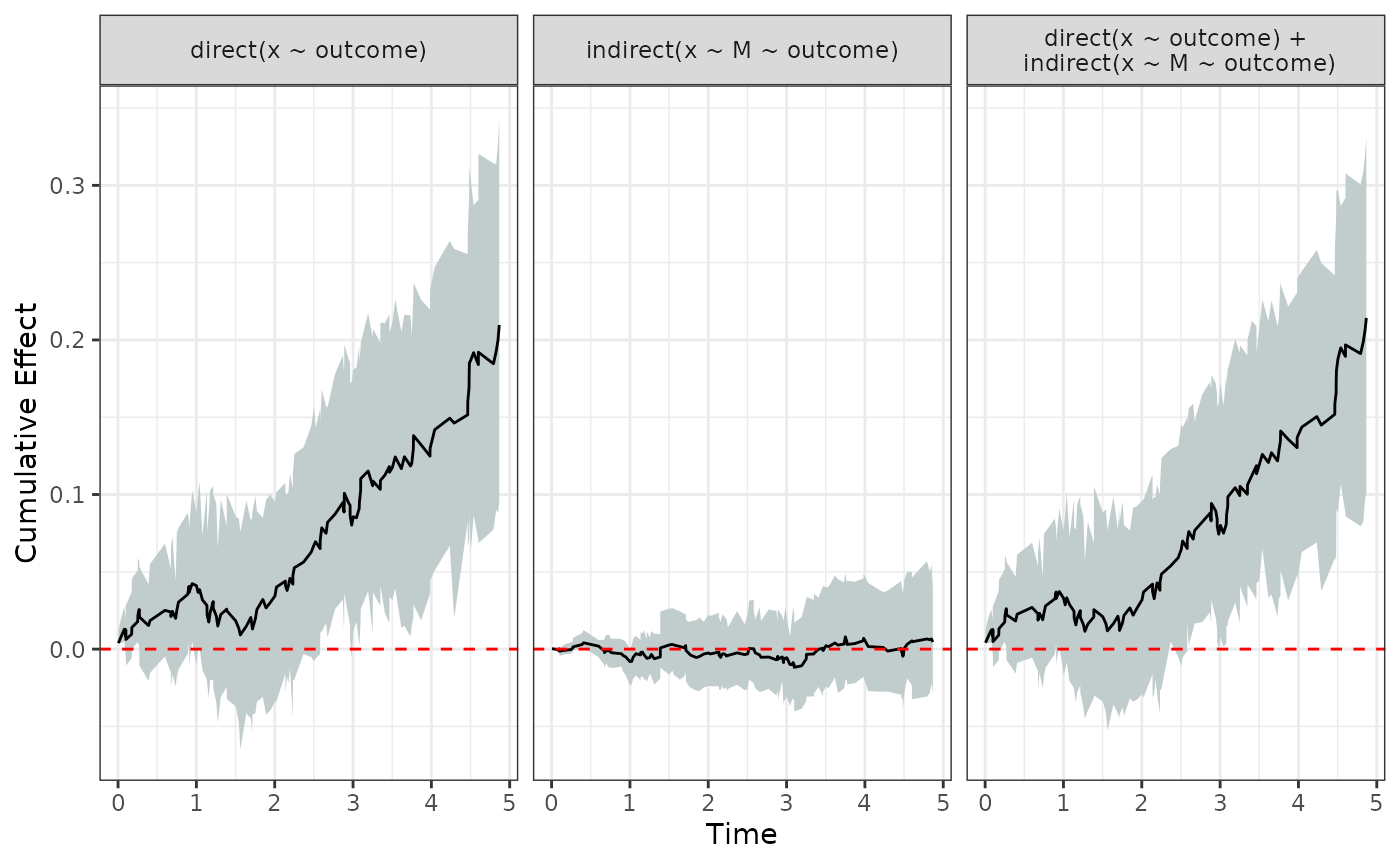 direct(x ~ outcome)
indirect(x ~ M ~ outcome)
direct(x ~ outcome) +
indirect(x ~ M ~ outcome)
Cumulative Effect
0.3
0.2
0.1
0.0
0 1 2 3 4 5
0 1 2 3 4 5
0 1 2 3 4 5
Time